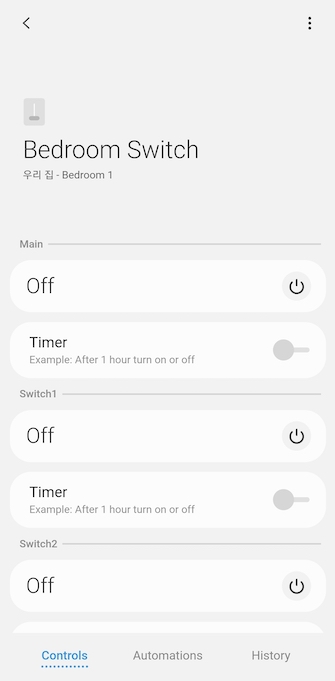 Bedroom Switch
우리 집 - Bedroom 1
Main
Off
Timer
Example: After 1 hour turn on or off
Switch1
Off
Timer
Example: After 1 hour turn on or off
Switch2
Off
Controls Automations History